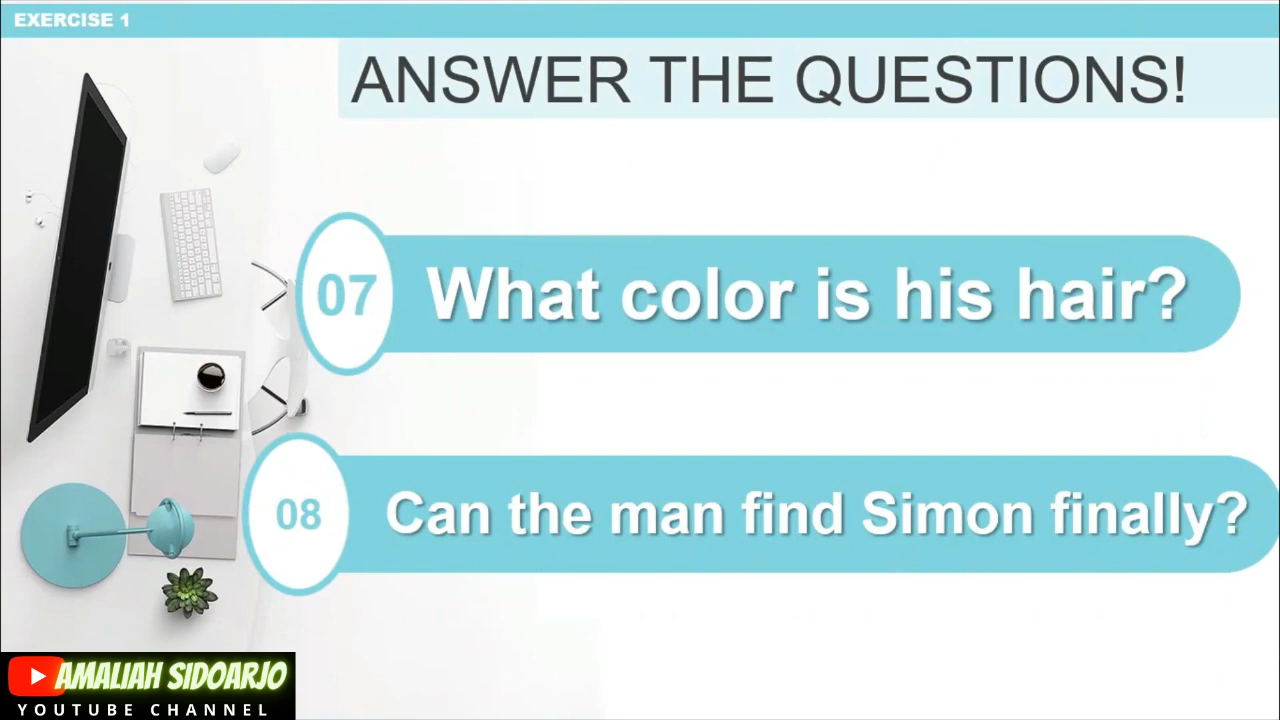 EXERCISE 1
ANSWER THE QUESTIONS!
07
What color is his hair?
08
Can the man find Simon finally?
AMALIAH SIDOARJO
YOUTUBE CHANNEL